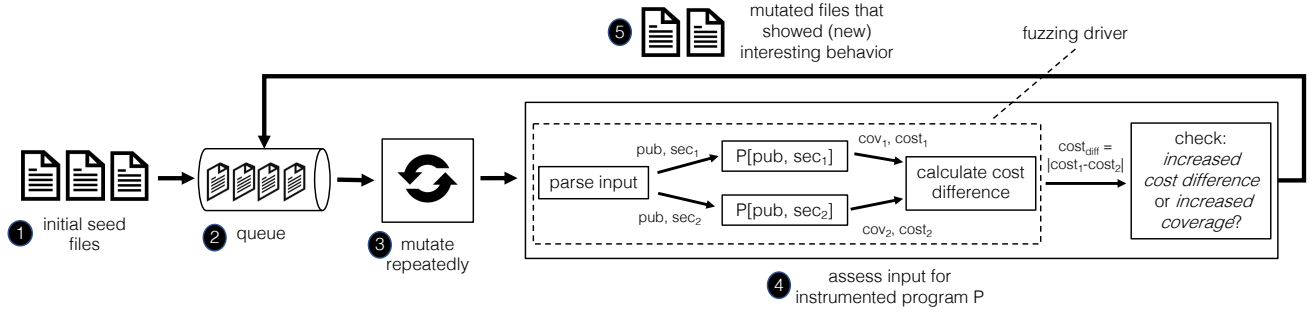 5
mutated files that
showed (new)
interesting behavior
fuzzing driver
1
initial seed
files
2
queue
3
mutate
repeatedly
parse input
pub, sec₁
pub, sec₂
P[pub, sec₁]
P[pub, sec₂]
cov₁, cost₁
cov₂, cost₂
calculate cost
difference
cost_diff =
|cost₁-cost₂|
check:
increased
cost difference
or increased
coverage?
4
assess input for
instrumented program P